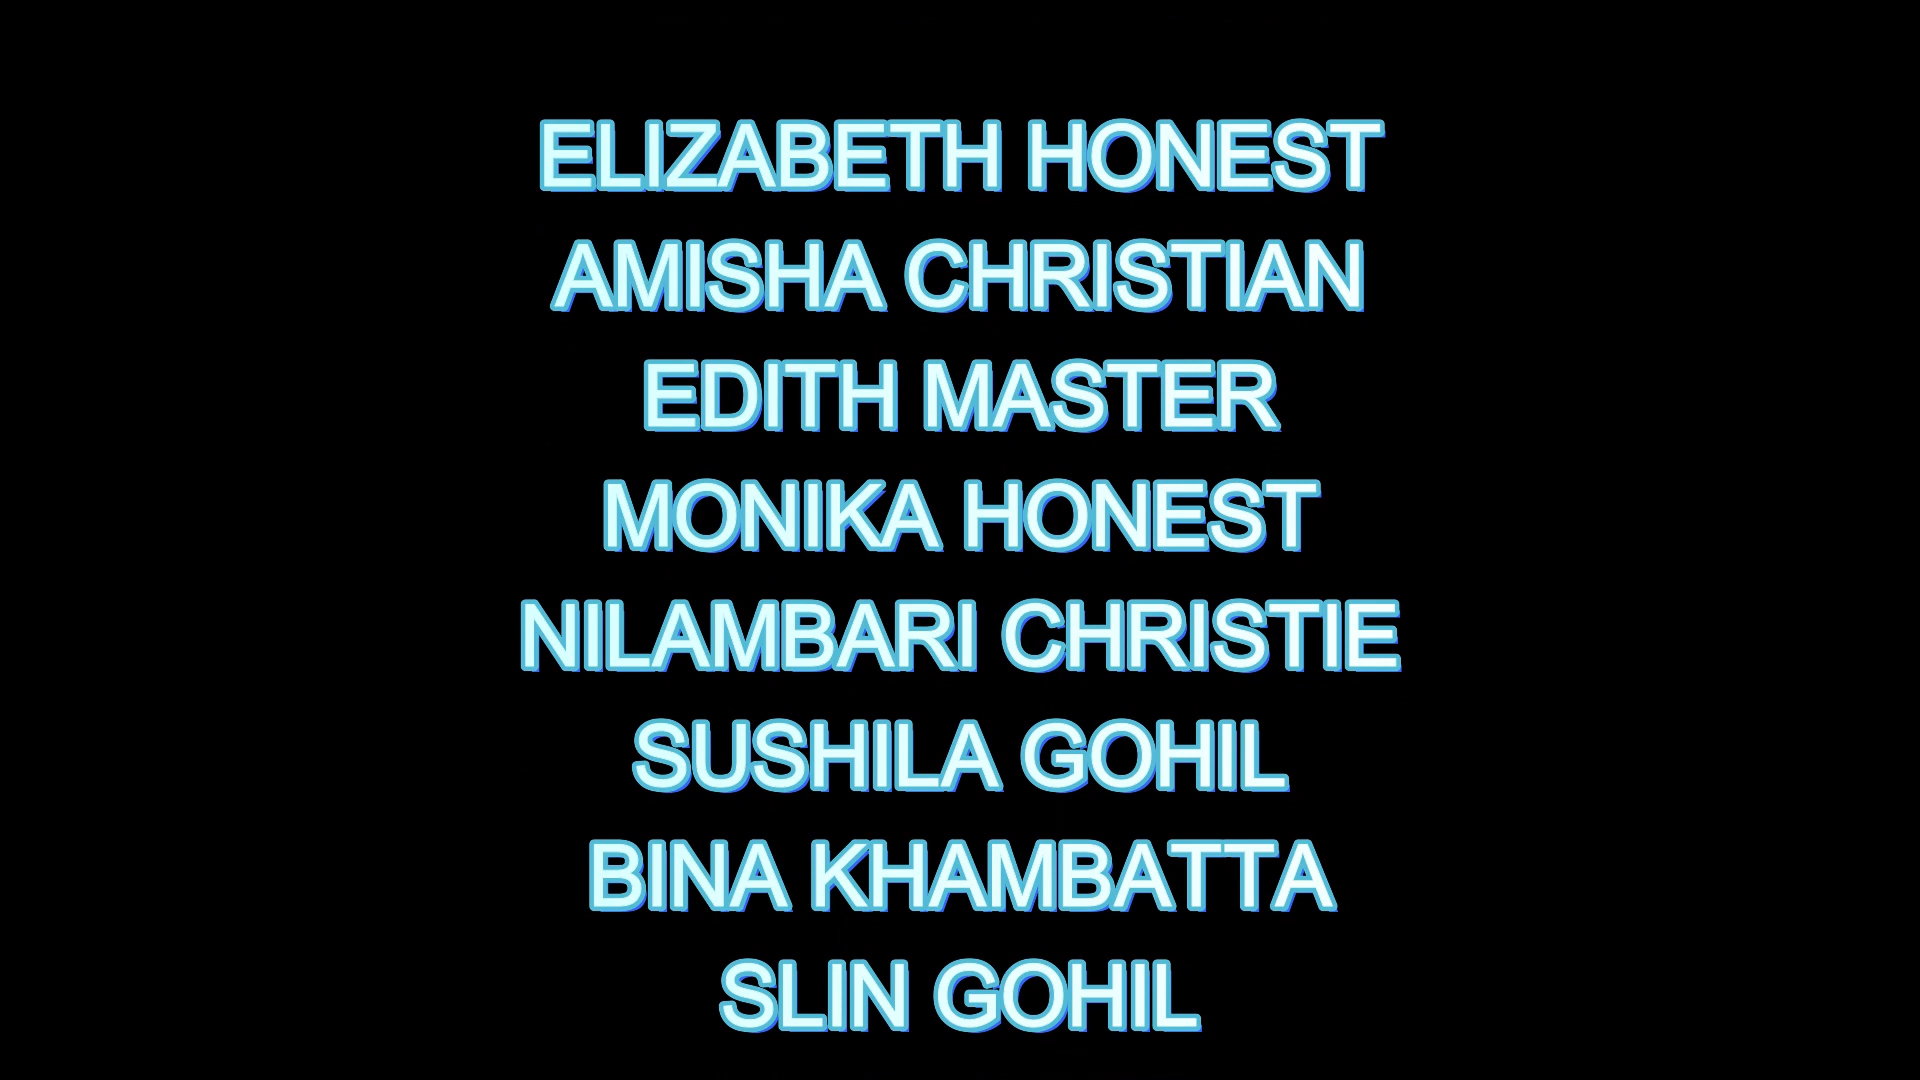 ELIZABETH HONEST
AMISHA CHRISTIAN
EDITH MASTER
MONIKA HONEST
NILAMBARI CHRISTIE
SUSHILA GOHIL
BINA KHAMBATTA
SLIN GOHIL